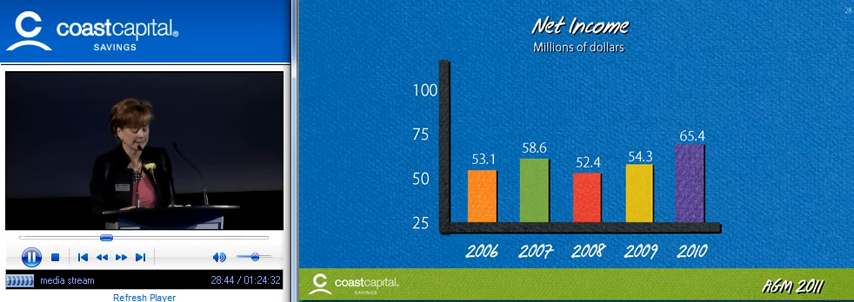 coastcapital®
SAVINGS
media stream
28:44 / 01:24:32
Refresh Player
28
Net Income
Millions of dollars
100
75
50
25
53.1
58.6
52.4
54.3
65.4
2006 2007 2008 2009 2010
coastcapital®
SAVINGS
AGM 2011